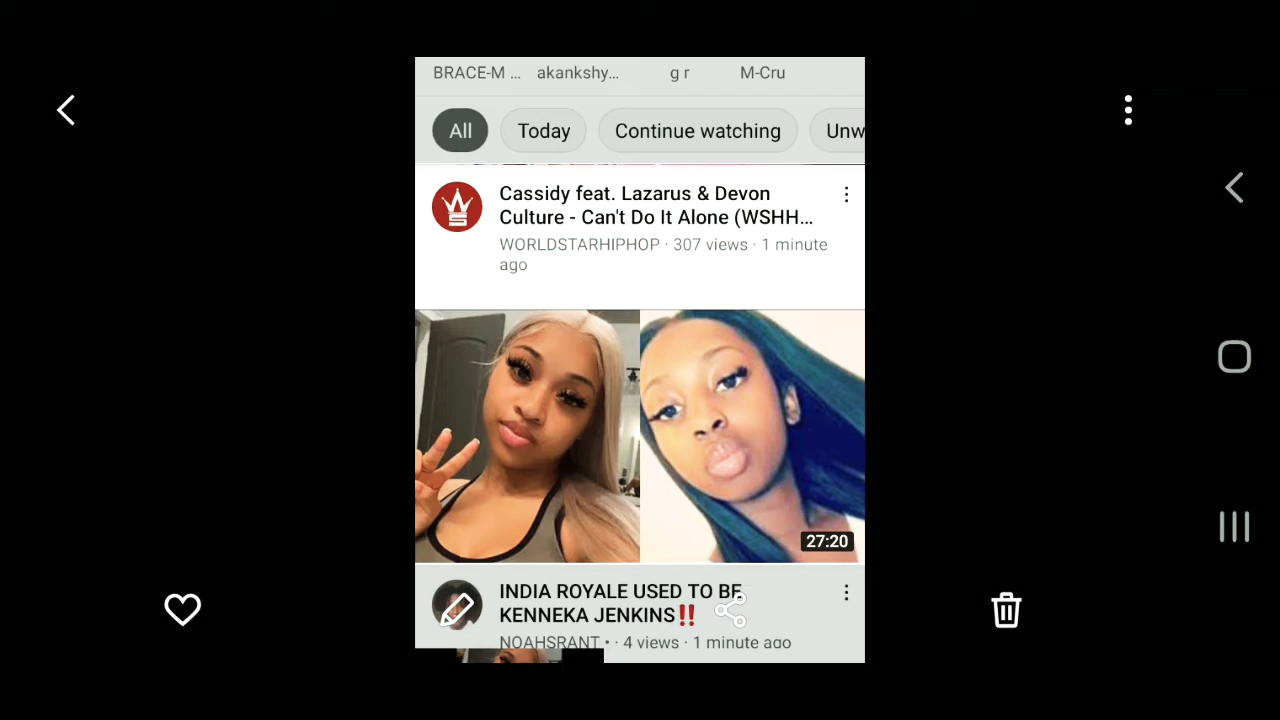 BRACE-M ... akankshy... g r M-Cru
All Today Continue watching Unw
Cassidy feat. Lazarus & Devon
Culture - Can't Do It Alone (WSHH...
WORLDSTARHIPHOP · 307 views · 1 minute
ago
27:20
INDIA ROYALE USED TO BE
KENNEKA JENKINS‼️
NOAHSRANT • · 4 views · 1 minute ago